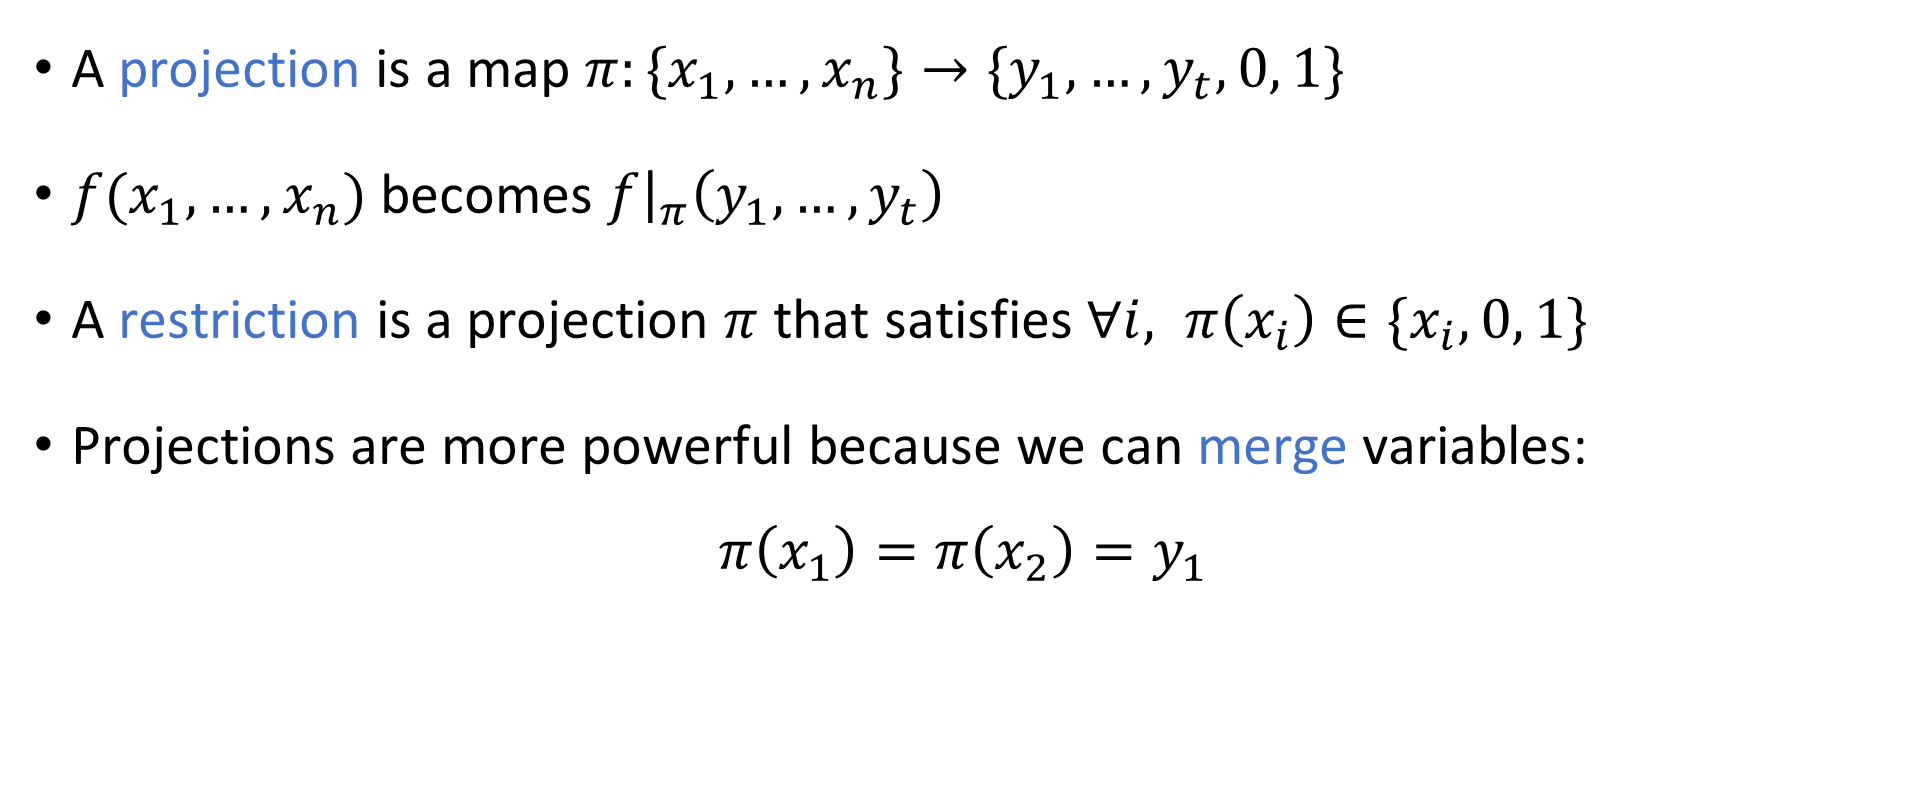 • A projection is a map π: {x₁, … , xₙ} → {y₁, … , yₜ, 0, 1}
• f(x₁, … , xₙ) becomes f|π(y₁, … , yₜ)
• A restriction is a projection π that satisfies ∀i, π(xᵢ) ∈ {xᵢ, 0, 1}
• Projections are more powerful because we can merge variables:
π(x₁) = π(x₂) = y₁